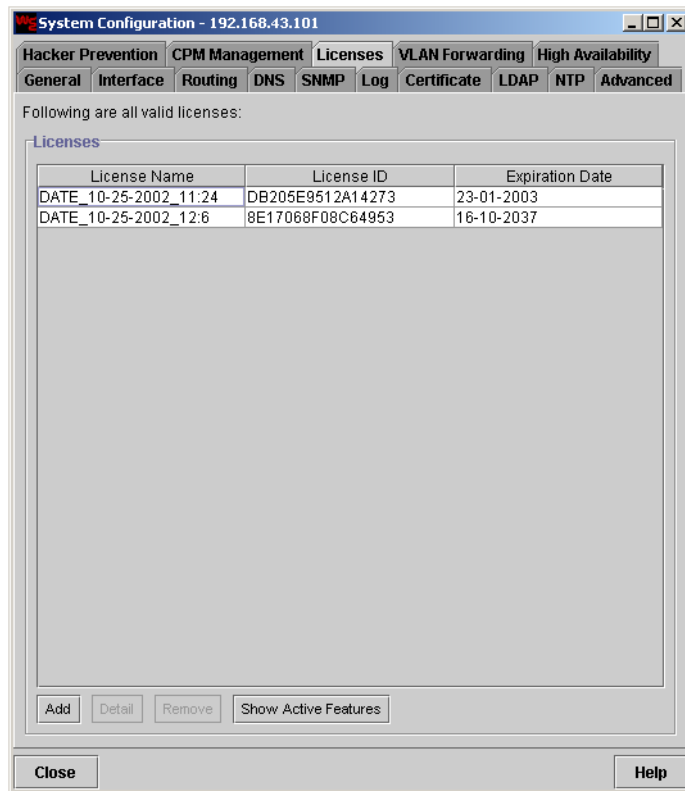 System Configuration - 192.168.43.101
Hacker Prevention CPM Management Licenses VLAN Forwarding High Availability
General Interface Routing DNS SNMP Log Certificate LDAP NTP Advanced
Following are all valid licenses:
Licenses
License Name License ID Expiration Date
DATE_10-25-2002_11:24 DB205E9512A14273 23-01-2003
DATE_10-25-2002_12:6 8E17068F08C64953 16-10-2037
Add Detail Remove Show Active Features
Close Help